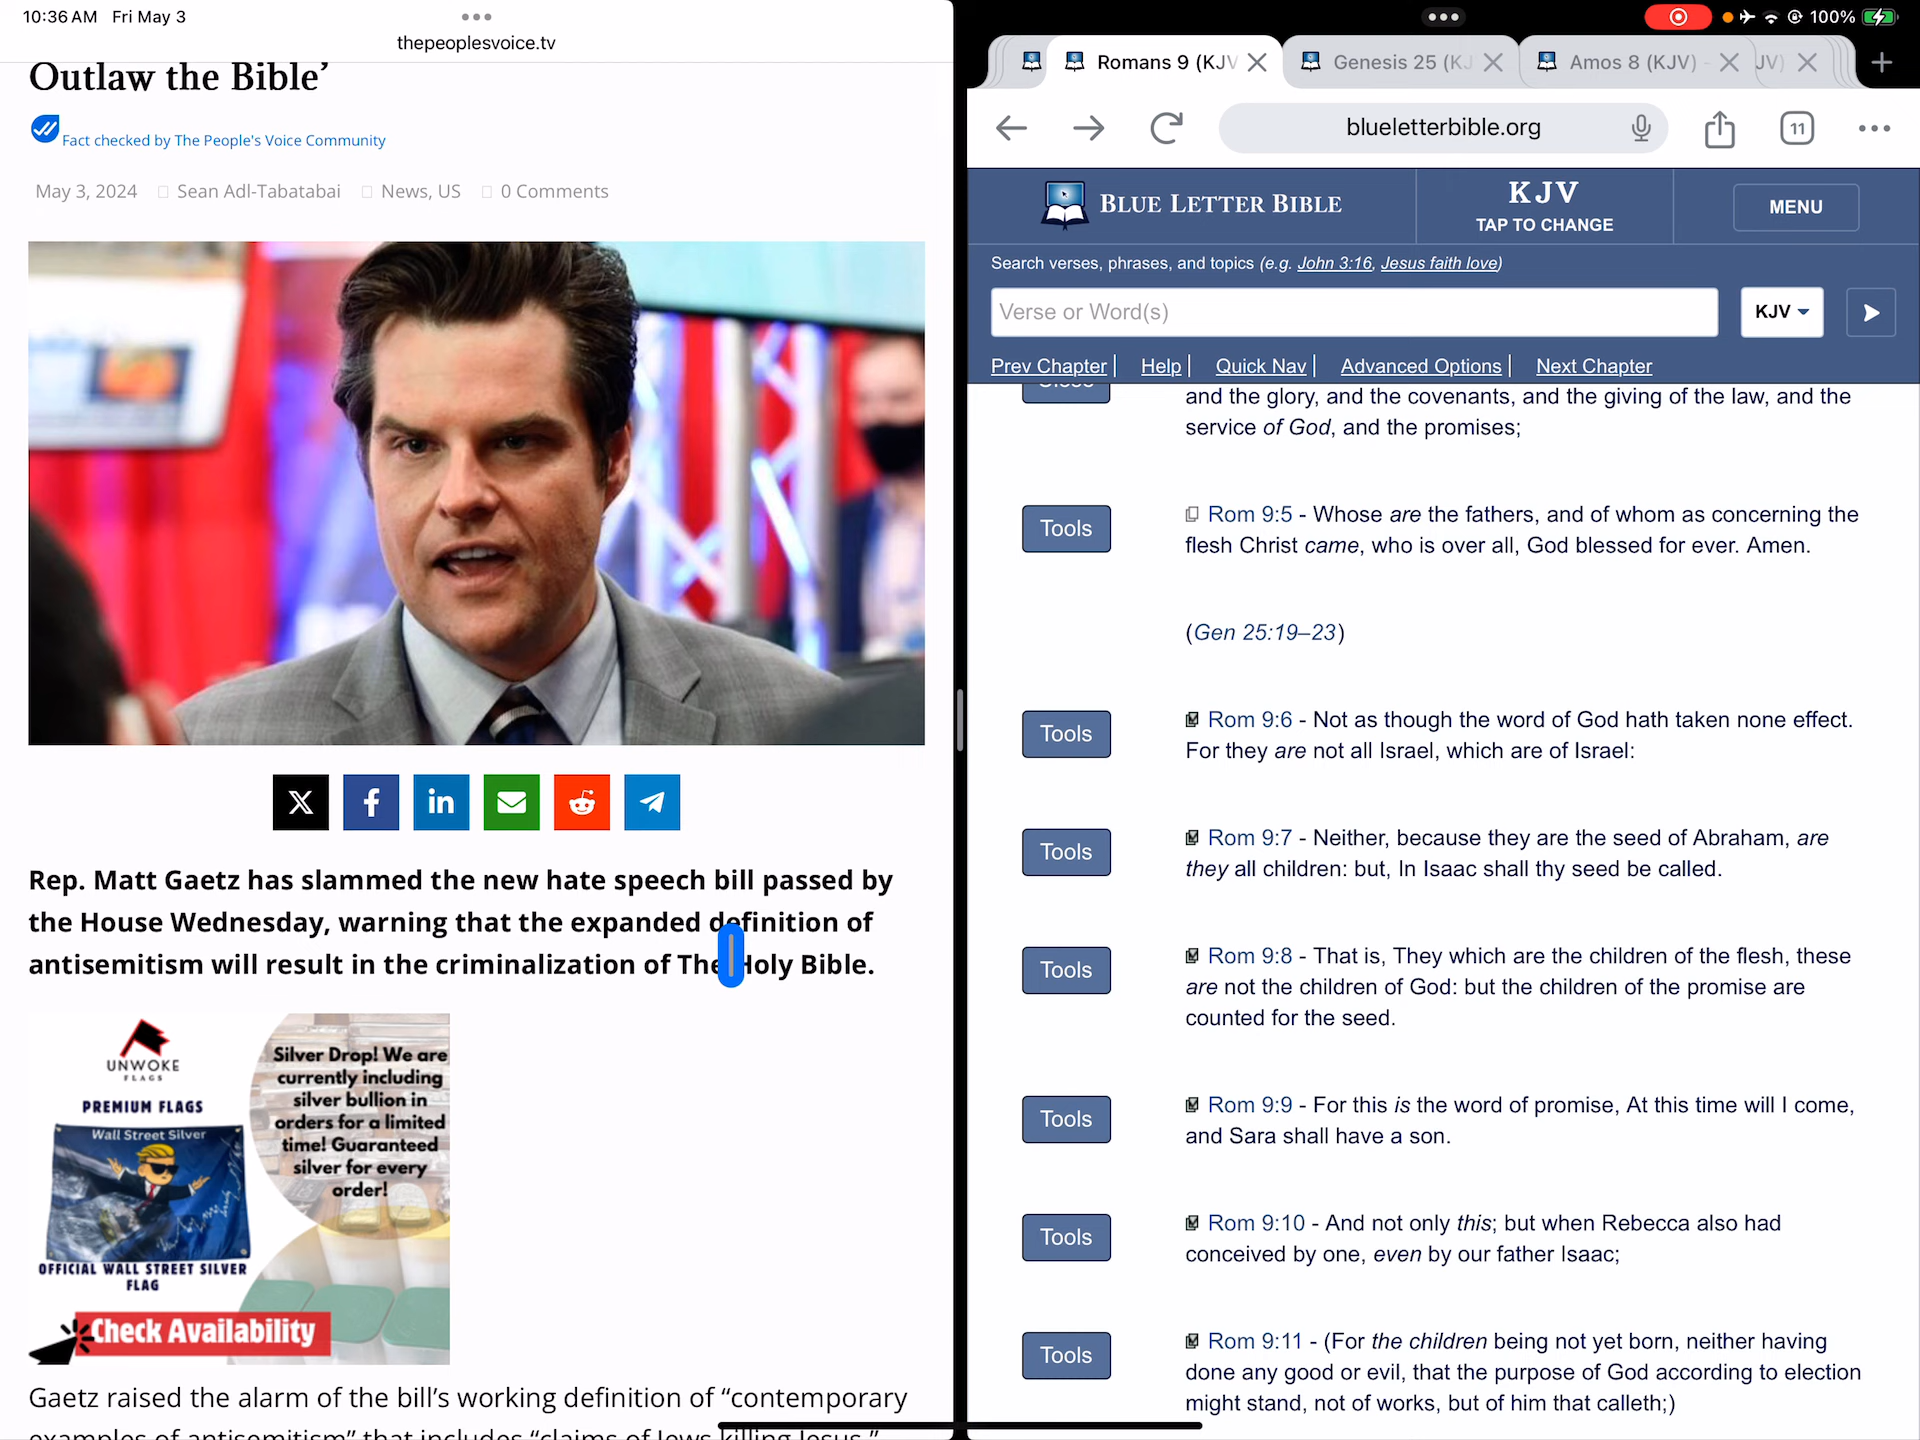 10:36 AM Fri May 3
thepeoplesvoice.tv
Outlaw the Bible’
Fact checked by The People's Voice Community
May 3, 2024 Sean Adl-Tabatabai News, US 0 Comments
Rep. Matt Gaetz has slammed the new hate speech bill passed by
the House Wednesday, warning that the expanded definition of
antisemitism will result in the criminalization of The Holy Bible.
UNWOKE
FLAGS
PREMIUM FLAGS
Wall Street Silver
OFFICIAL WALL STREET SILVER
FLAG
Silver Drop! We are
currently including
silver bullion in
orders for a limited
time! Guaranteed
silver for every
order!
Check Availability
Gaetz raised the alarm of the bill’s working definition of “contemporary
examples of antisemitism” that includes “claims of Jews killing Jesus.”
100%
Romans 9 (KJV
Genesis 25 (KJ
Amos 8 (KJV) -
JV)
blueletterbible.org
11
BLUE LETTER BIBLE
KJV
TAP TO CHANGE
MENU
Search verses, phrases, and topics (e.g. John 3:16, Jesus faith love)
Verse or Word(s)
KJV
Prev Chapter | Help | Quick Nav | Advanced Options | Next Chapter
Close
and the glory, and the covenants, and the giving of the law, and the
service of God, and the promises;
Tools
Rom 9:5 - Whose are the fathers, and of whom as concerning the
flesh Christ came, who is over all, God blessed for ever. Amen.
(Gen 25:19–23)
Tools
Rom 9:6 - Not as though the word of God hath taken none effect.
For they are not all Israel, which are of Israel:
Tools
Rom 9:7 - Neither, because they are the seed of Abraham, are
they all children: but, In Isaac shall thy seed be called.
Tools
Rom 9:8 - That is, They which are the children of the flesh, these
are not the children of God: but the children of the promise are
counted for the seed.
Tools
Rom 9:9 - For this is the word of promise, At this time will I come,
and Sara shall have a son.
Tools
Rom 9:10 - And not only this; but when Rebecca also had
conceived by one, even by our father Isaac;
Tools
Rom 9:11 - (For the children being not yet born, neither having
done any good or evil, that the purpose of God according to election
might stand, not of works, but of him that calleth;)